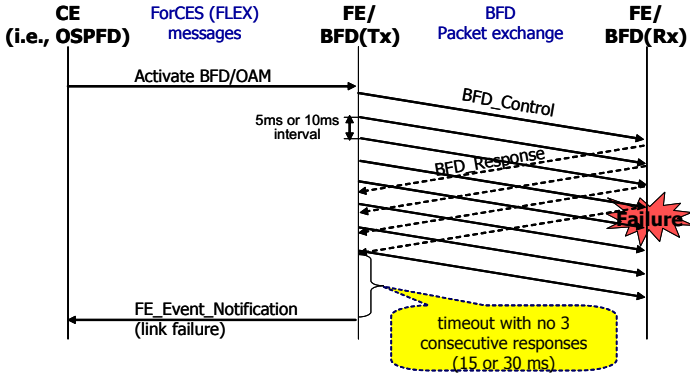 CE
(i.e., OSPFD)
ForCES (FLEX)
messages
FE/
BFD(Tx)
BFD
Packet exchange
FE/
BFD(Rx)
Activate BFD/OAM
BFD_Control
5ms or 10ms
interval
BFD_Response
Failure
FE_Event_Notification
(link failure)
timeout with no 3
consecutive responses
(15 or 30 ms)